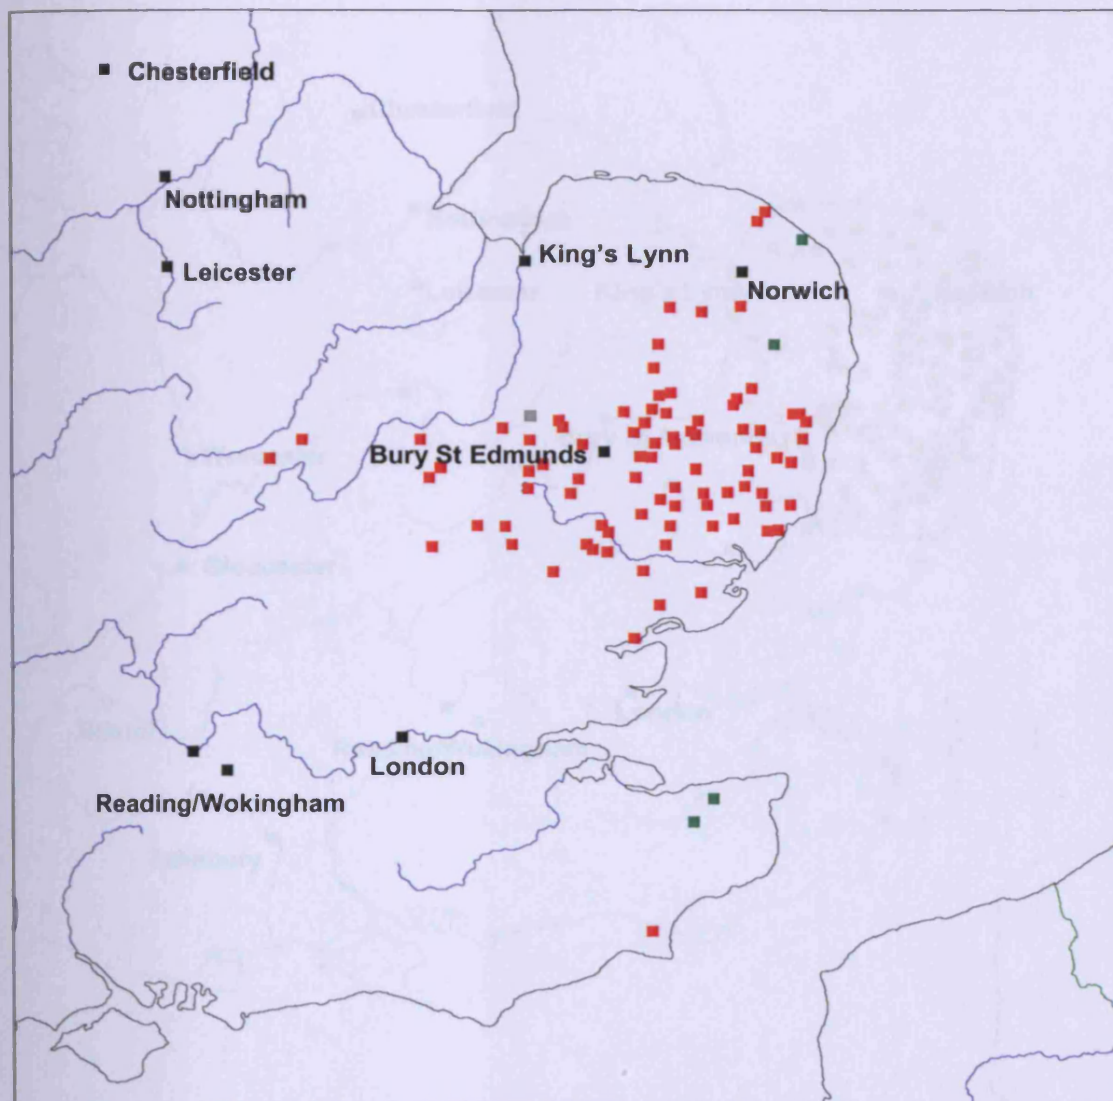 Chesterfield
Nottingham
Leicester
King's Lynn
Norwich
Bury St Edmunds
London
Reading/Wokingham